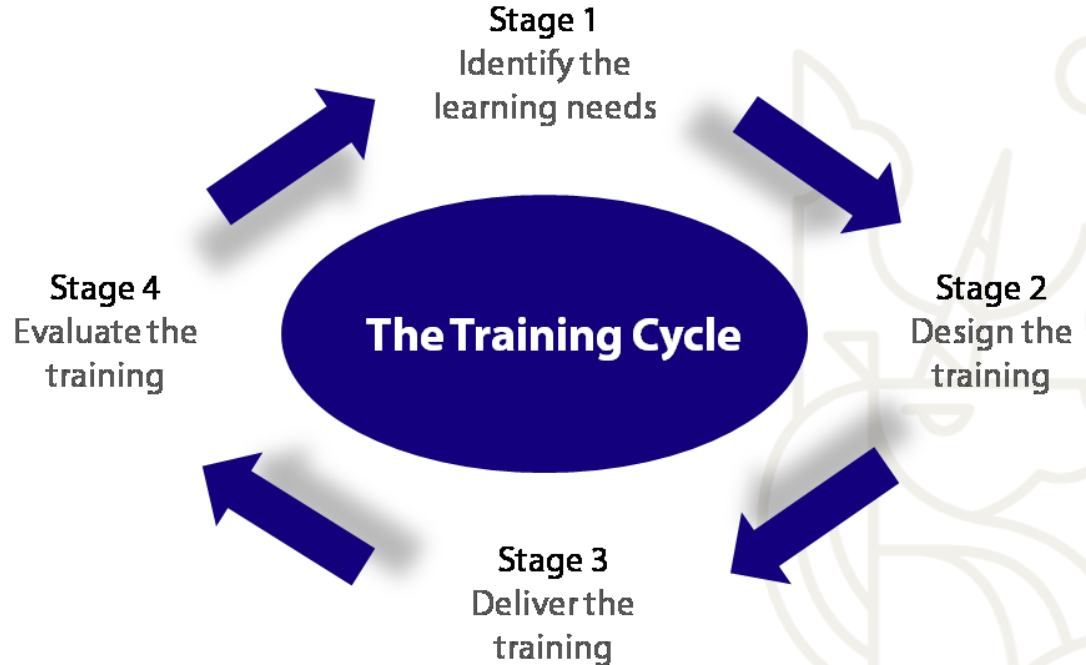 Stage 1
Identify the
learning needs
Stage 2
Design the
training
Stage 3
Deliver the
training
Stage 4
Evaluate the
training
The Training Cycle